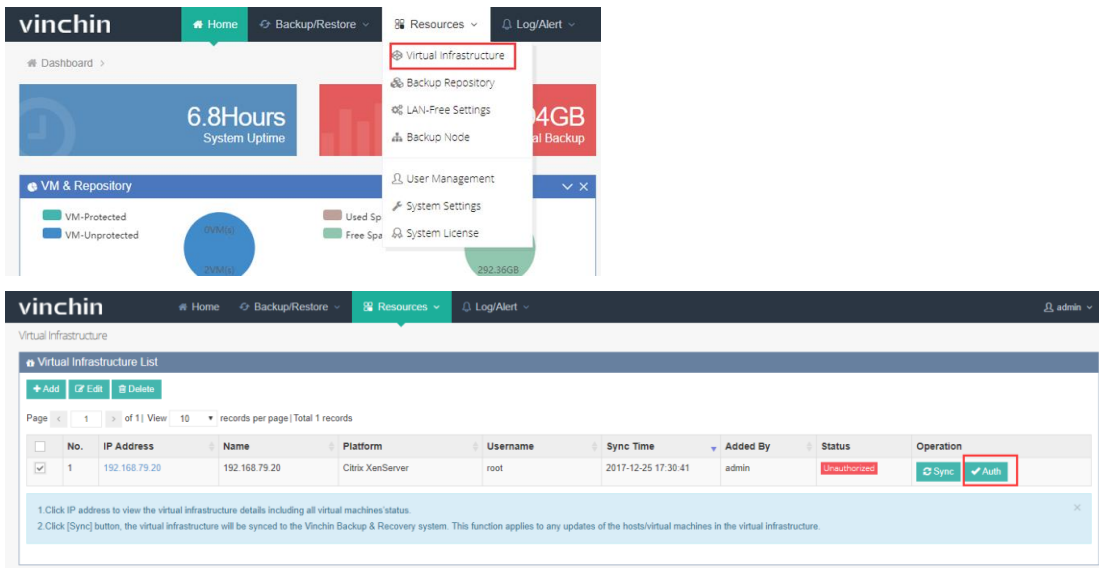 vinchin Home Backup/Restore Resources Log/Alert
Dashboard >
Virtual Infrastructure
Backup Repository
LAN-Free Settings
Backup Node
User Management
System Settings
System License
6.8Hours
System Uptime
04GB
al Backup
VM & Repository
VM-Protected
VM-Unprotected
0VM(s)
2VM(s)
Used Sp
Free Spa
292.36GB
vinchin Home Backup/Restore Resources Log/Alert admin
Virtual Infrastructure
Virtual Infrastructure List
+Add Edit Delete
Page < 1 > of 1| View 10 records per page|Total 1 records
No. IP Address Name Platform Username Sync Time Added By Status Operation
1 192.168.79.20 192.168.79.20 Citrix XenServer root 2017-12-25 17:30:41 admin Unauthorized Sync Auth
1.Click IP address to view the virtual infrastructure details including all virtual machines'status.
2.Click [Sync] button, the virtual infrastructure will be synced to the Vinchin Backup & Recovery system. This function applies to any updates of the hosts/virtual machines in the virtual infrastructure.